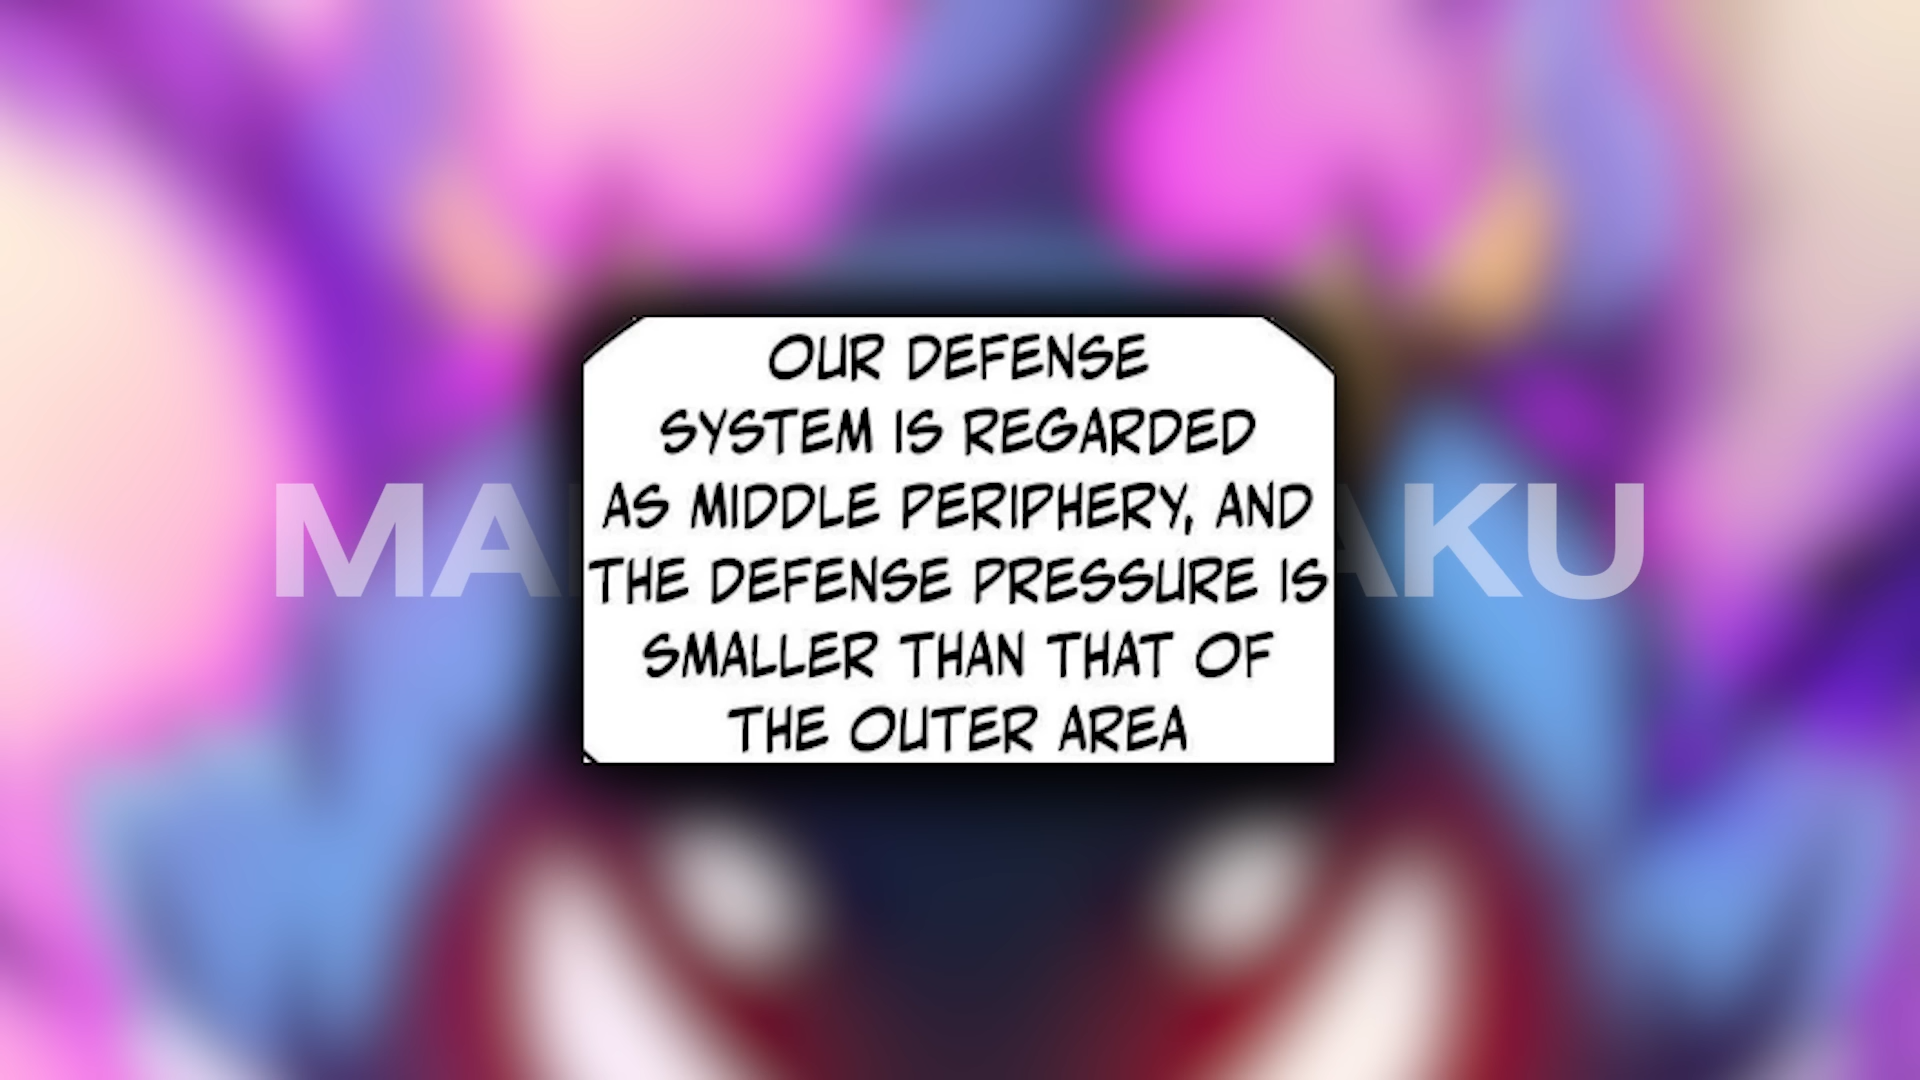 OUR DEFENSE
SYSTEM IS REGARDED
AS MIDDLE PERIPHERY, AND
THE DEFENSE PRESSURE IS
SMALLER THAN THAT OF
THE OUTER AREA